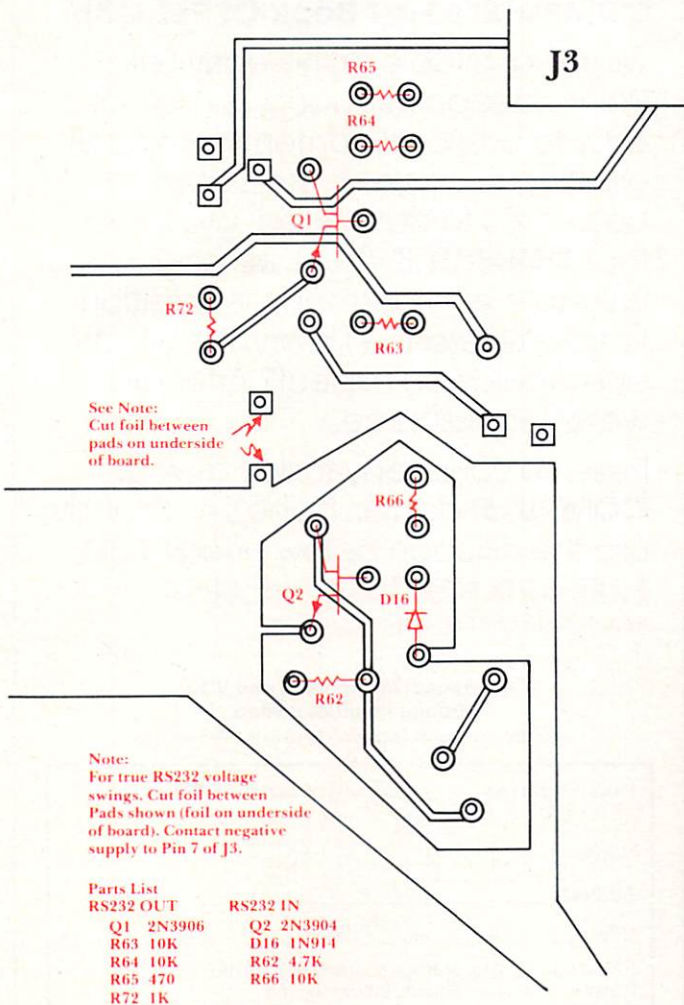 J3
R65
R64
Q1
R72
R63
See Note:
Cut foil between
pads on underside
of board.
R66
Q2
D16
R62
Note:
For true RS232 voltage
swings. Cut foil between
Pads shown (foil on underside
of board). Contact negative
supply to Pin 7 of J3.
Parts List
RS232 OUT
Q1 2N3906
R63 10K
R64 10K
R65 470
R72 1K
RS232 IN
Q2 2N3904
D16 1N914
R62 4.7K
R66 10K